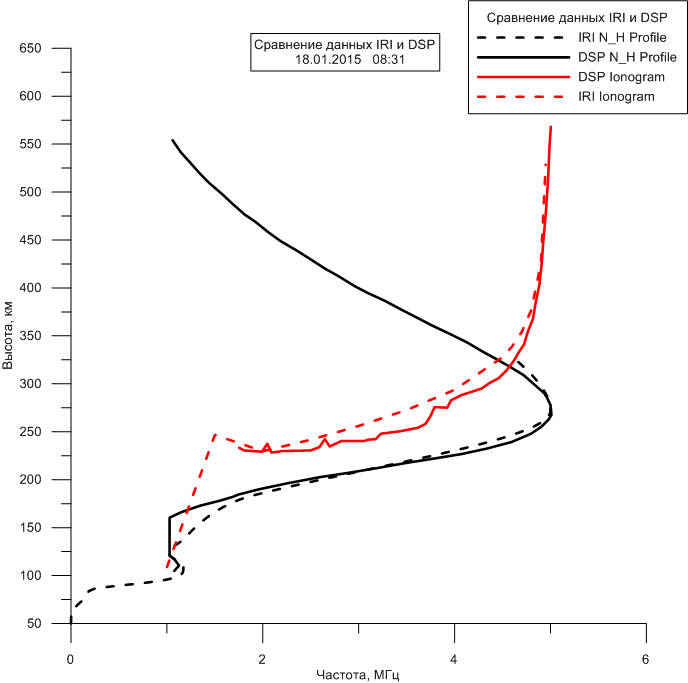 Сравнение данных IRI и DSP
IRI N_H Profile
DSP N_H Profile
DSP Ionogram
IRI Ionogram
Сравнение данных IRI и DSP
18.01.2015 08:31
Высота, км
650
600
550
500
450
400
350
300
250
200
150
100
50
0
2
4
6
Частота, МГц